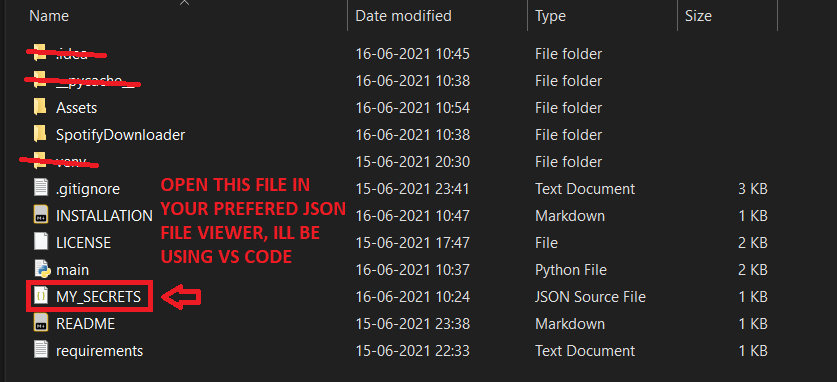 Name Date modified Type Size
.idea 16-06-2021 10:45 File folder
__pycache__ 16-06-2021 10:38 File folder
Assets 16-06-2021 10:54 File folder
SpotifyDownloader 16-06-2021 10:38 File folder
venv 15-06-2021 20:30 File folder
.gitignore 15-06-2021 23:41 Text Document 3 KB
INSTALLATION 16-06-2021 10:47 Markdown 1 KB
LICENSE 15-06-2021 17:47 File 2 KB
main 16-06-2021 10:37 Python File 2 KB
MY_SECRETS 16-06-2021 10:24 JSON Source File 1 KB
README 15-06-2021 23:38 Markdown 1 KB
requirements 15-06-2021 22:33 Text Document 1 KB
OPEN THIS FILE IN
YOUR PREFERED JSON
FILE VIEWER, ILL BE
USING VS CODE